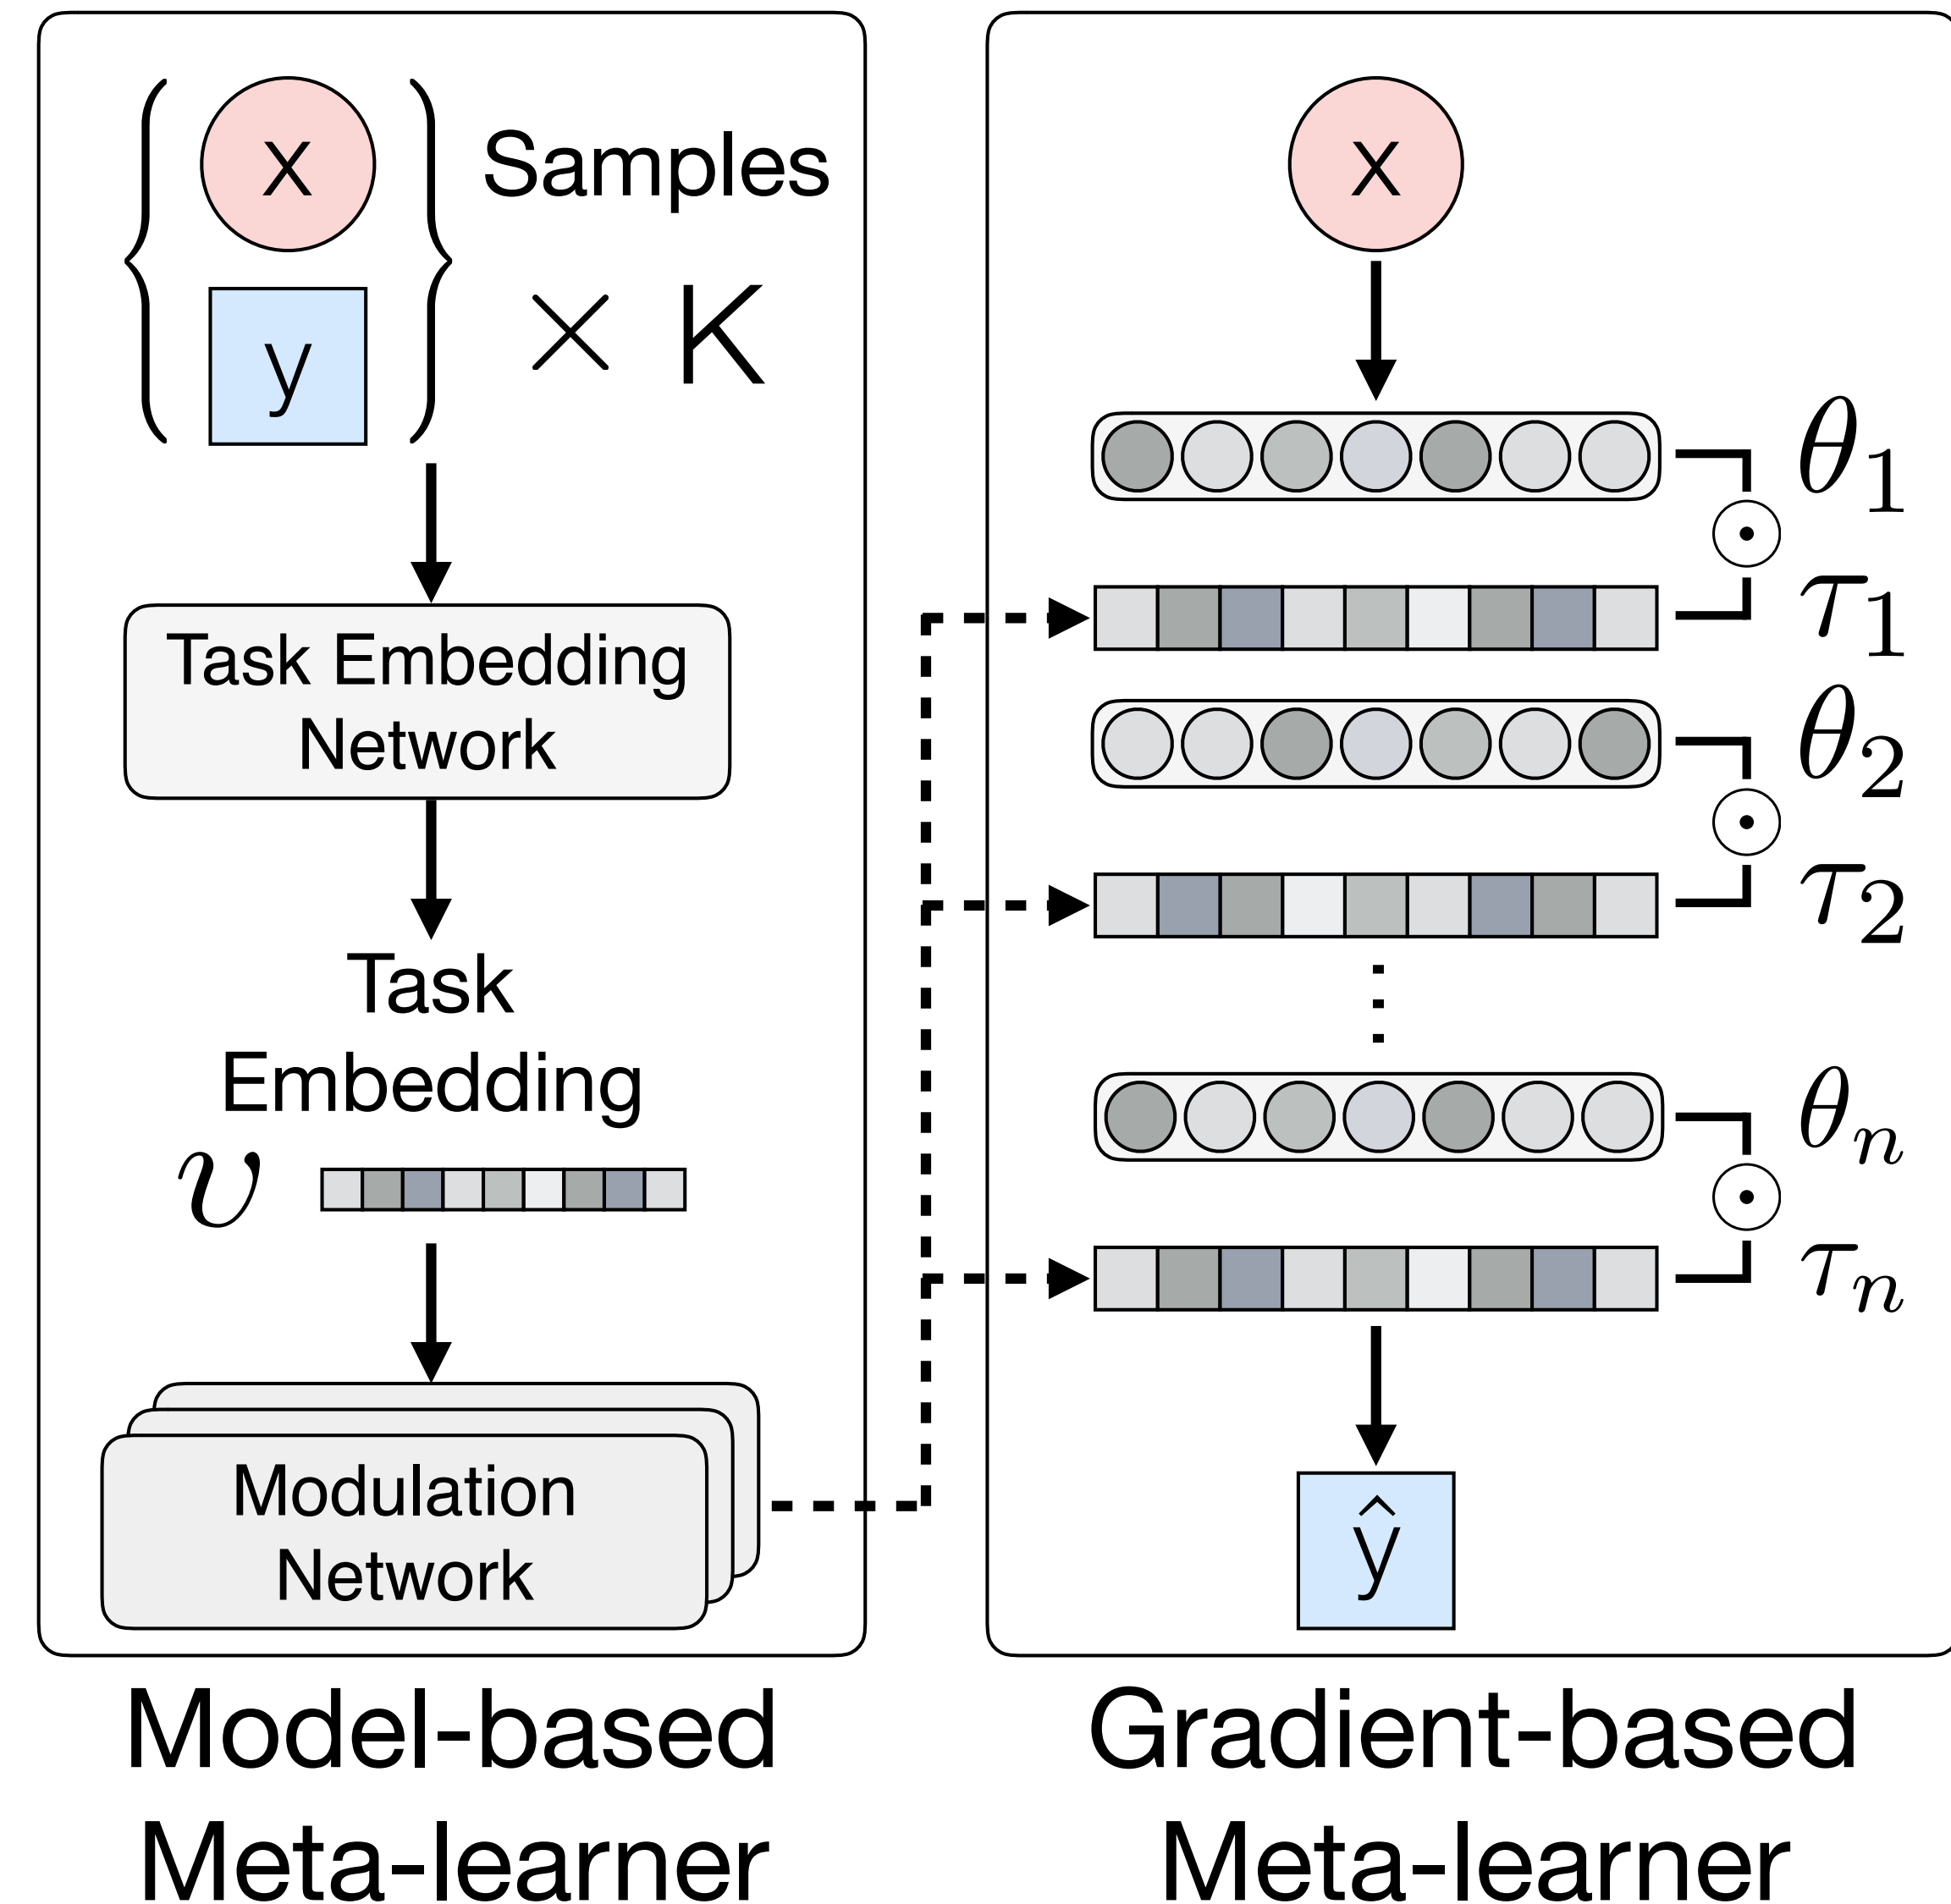 x
Samples
y
× K
Task Embedding
Network
Task
Embedding
v
Modulation
Network
Model-based
Meta-learner
x
θ1
τ1
θ2
τ2
θn
τn
ŷ
Gradient-based
Meta-learner